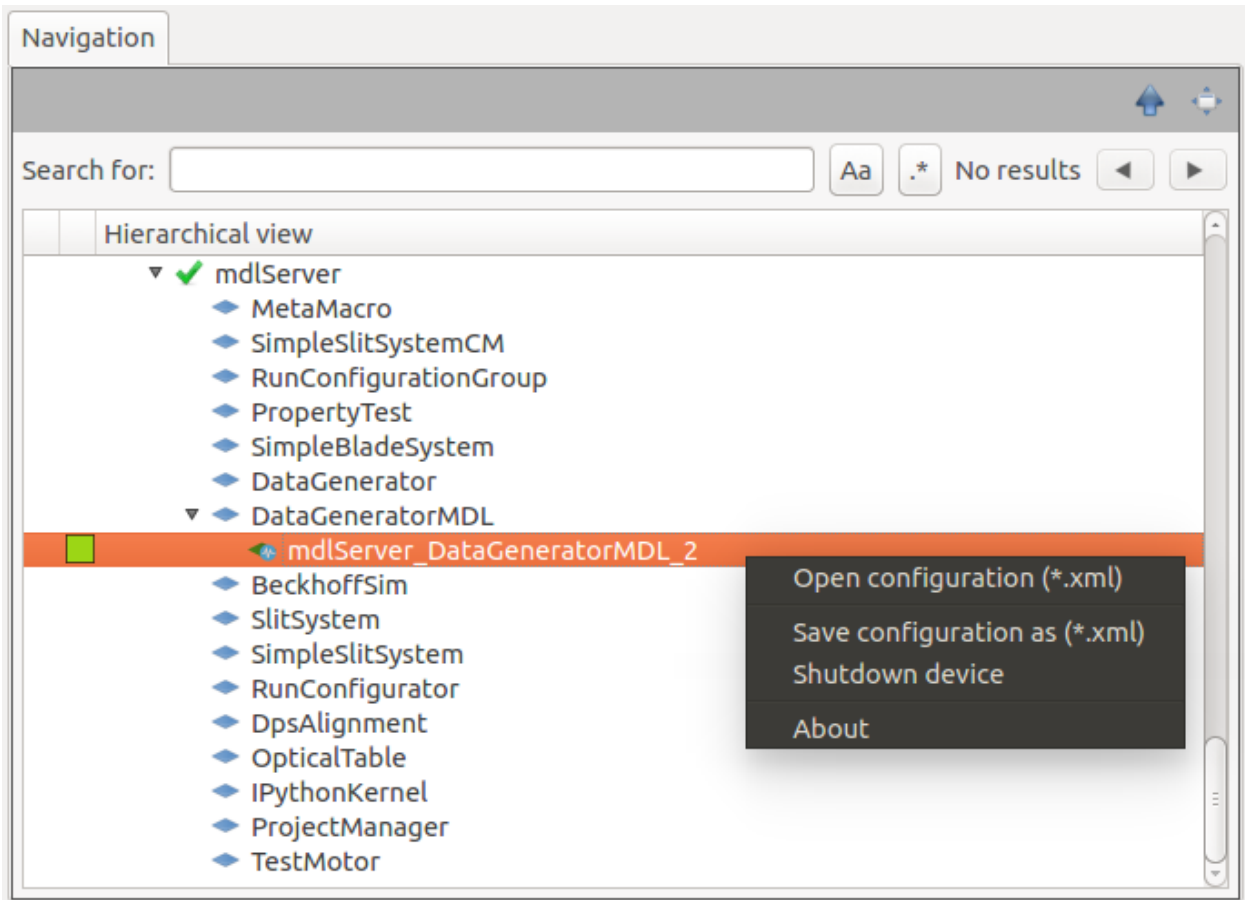 Navigation
Search for: Aa .* No results
Hierarchical view
mdlServer
MetaMacro
SimpleSlitSystemCM
RunConfigurationGroup
PropertyTest
SimpleBladeSystem
DataGenerator
DataGeneratorMDL
mdlServer_DataGeneratorMDL_2
BeckhoffSim
SlitSystem
SimpleSlitSystem
RunConfigurator
DpsAlignment
OpticalTable
IPythonKernel
ProjectManager
TestMotor
Open configuration (*.xml)
Save configuration as (*.xml)
Shutdown device
About